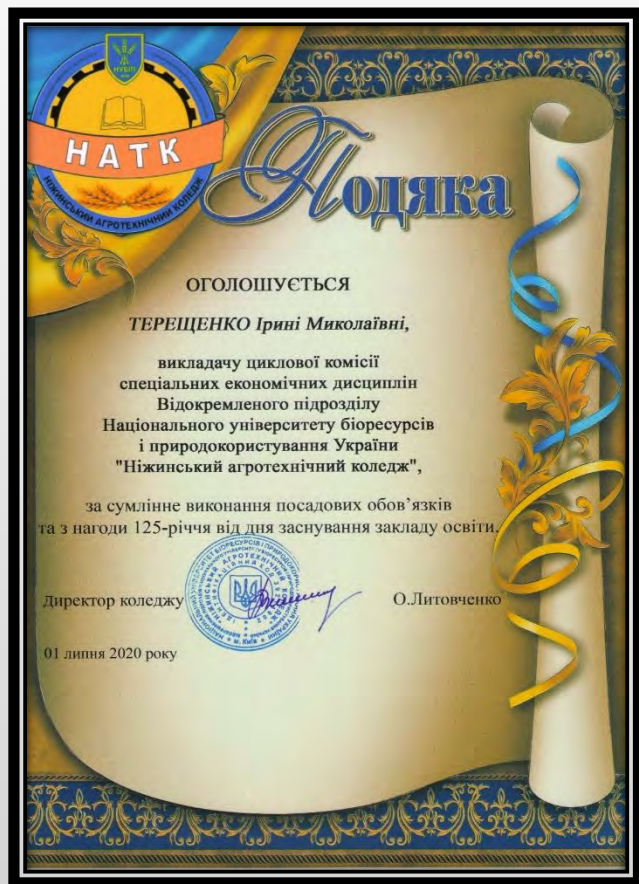 НУБІП
НАТК
НІЖИНСЬКИЙ АГРОТЕХНІЧНИЙ КОЛЕДЖ
Подяка
ОГОЛОШУЄТЬСЯ
ТЕРЕЩЕНКО Ірині Миколаївні,
викладачу циклової комісії
спеціальних економічних дисциплін
Відокремленого підрозділу
Національного університету біоресурсів
і природокористування України
"Ніжинський агротехнічний коледж",
за сумлінне виконання посадових обов’язків
та з нагоди 125-річчя від дня заснування закладу освіти.
Директор коледжу
О.Литовченко
01 липня 2020 року